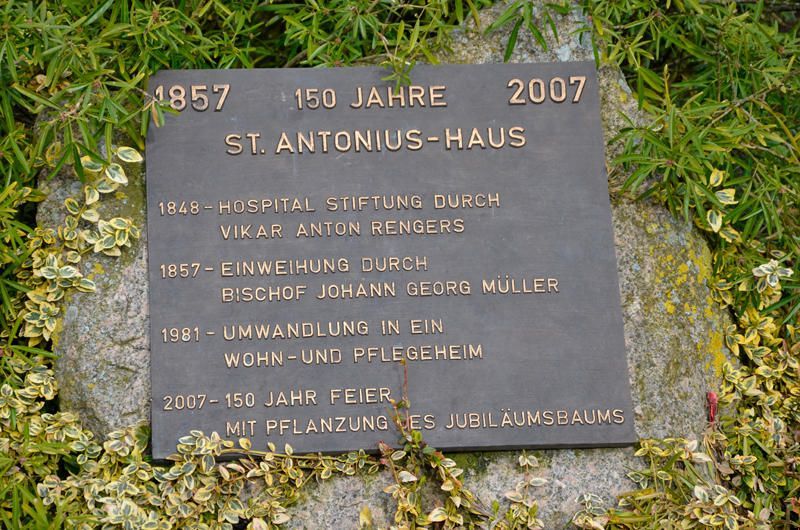 1857 150 JAHRE 2007
ST. ANTONIUS-HAUS
1848 - HOSPITAL STIFTUNG DURCH
VIKAR ANTON RENGERS
1857 - EINWEIHUNG DURCH
BISCHOF JOHANN GEORG MÜLLER
1981 - UMWANDLUNG IN EIN
WOHN- UND PFLEGEHEIM
2007 - 150 JAHR FEIER
MIT PFLANZUNG DES JUBILÄUMSBAUMS